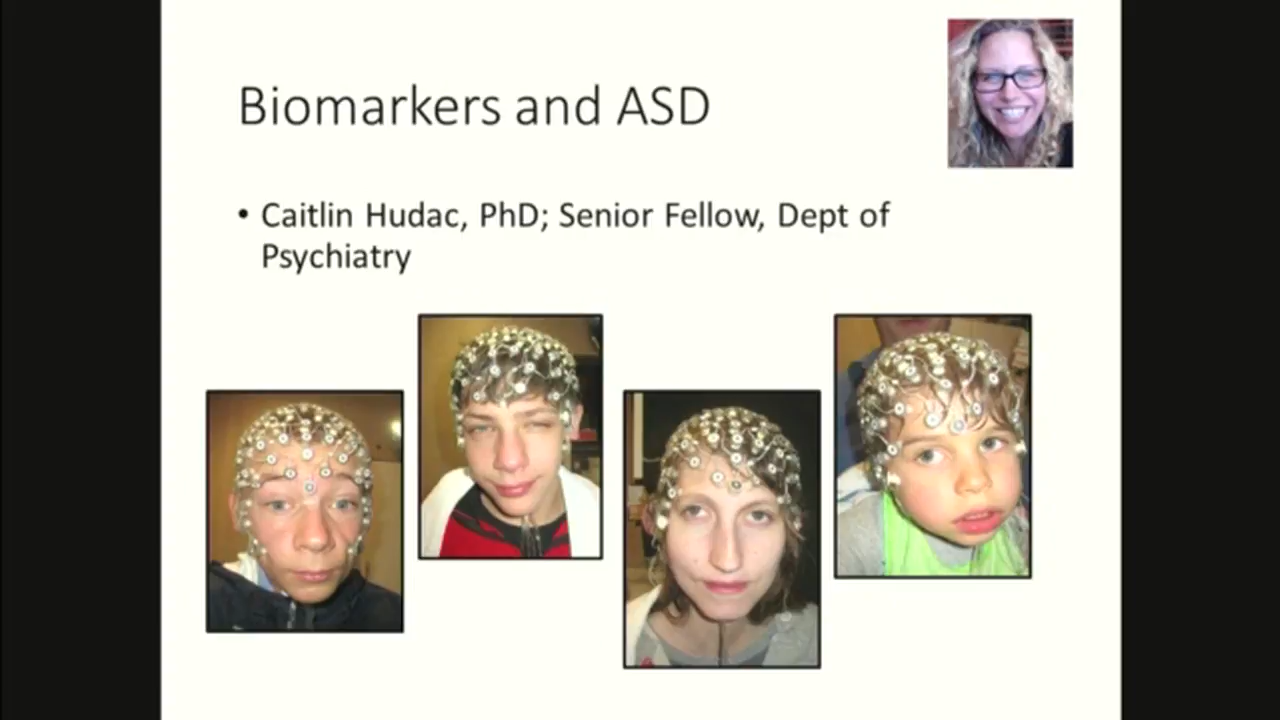 Biomarkers and ASD
• Caitlin Hudac, PhD; Senior Fellow, Dept of
Psychiatry